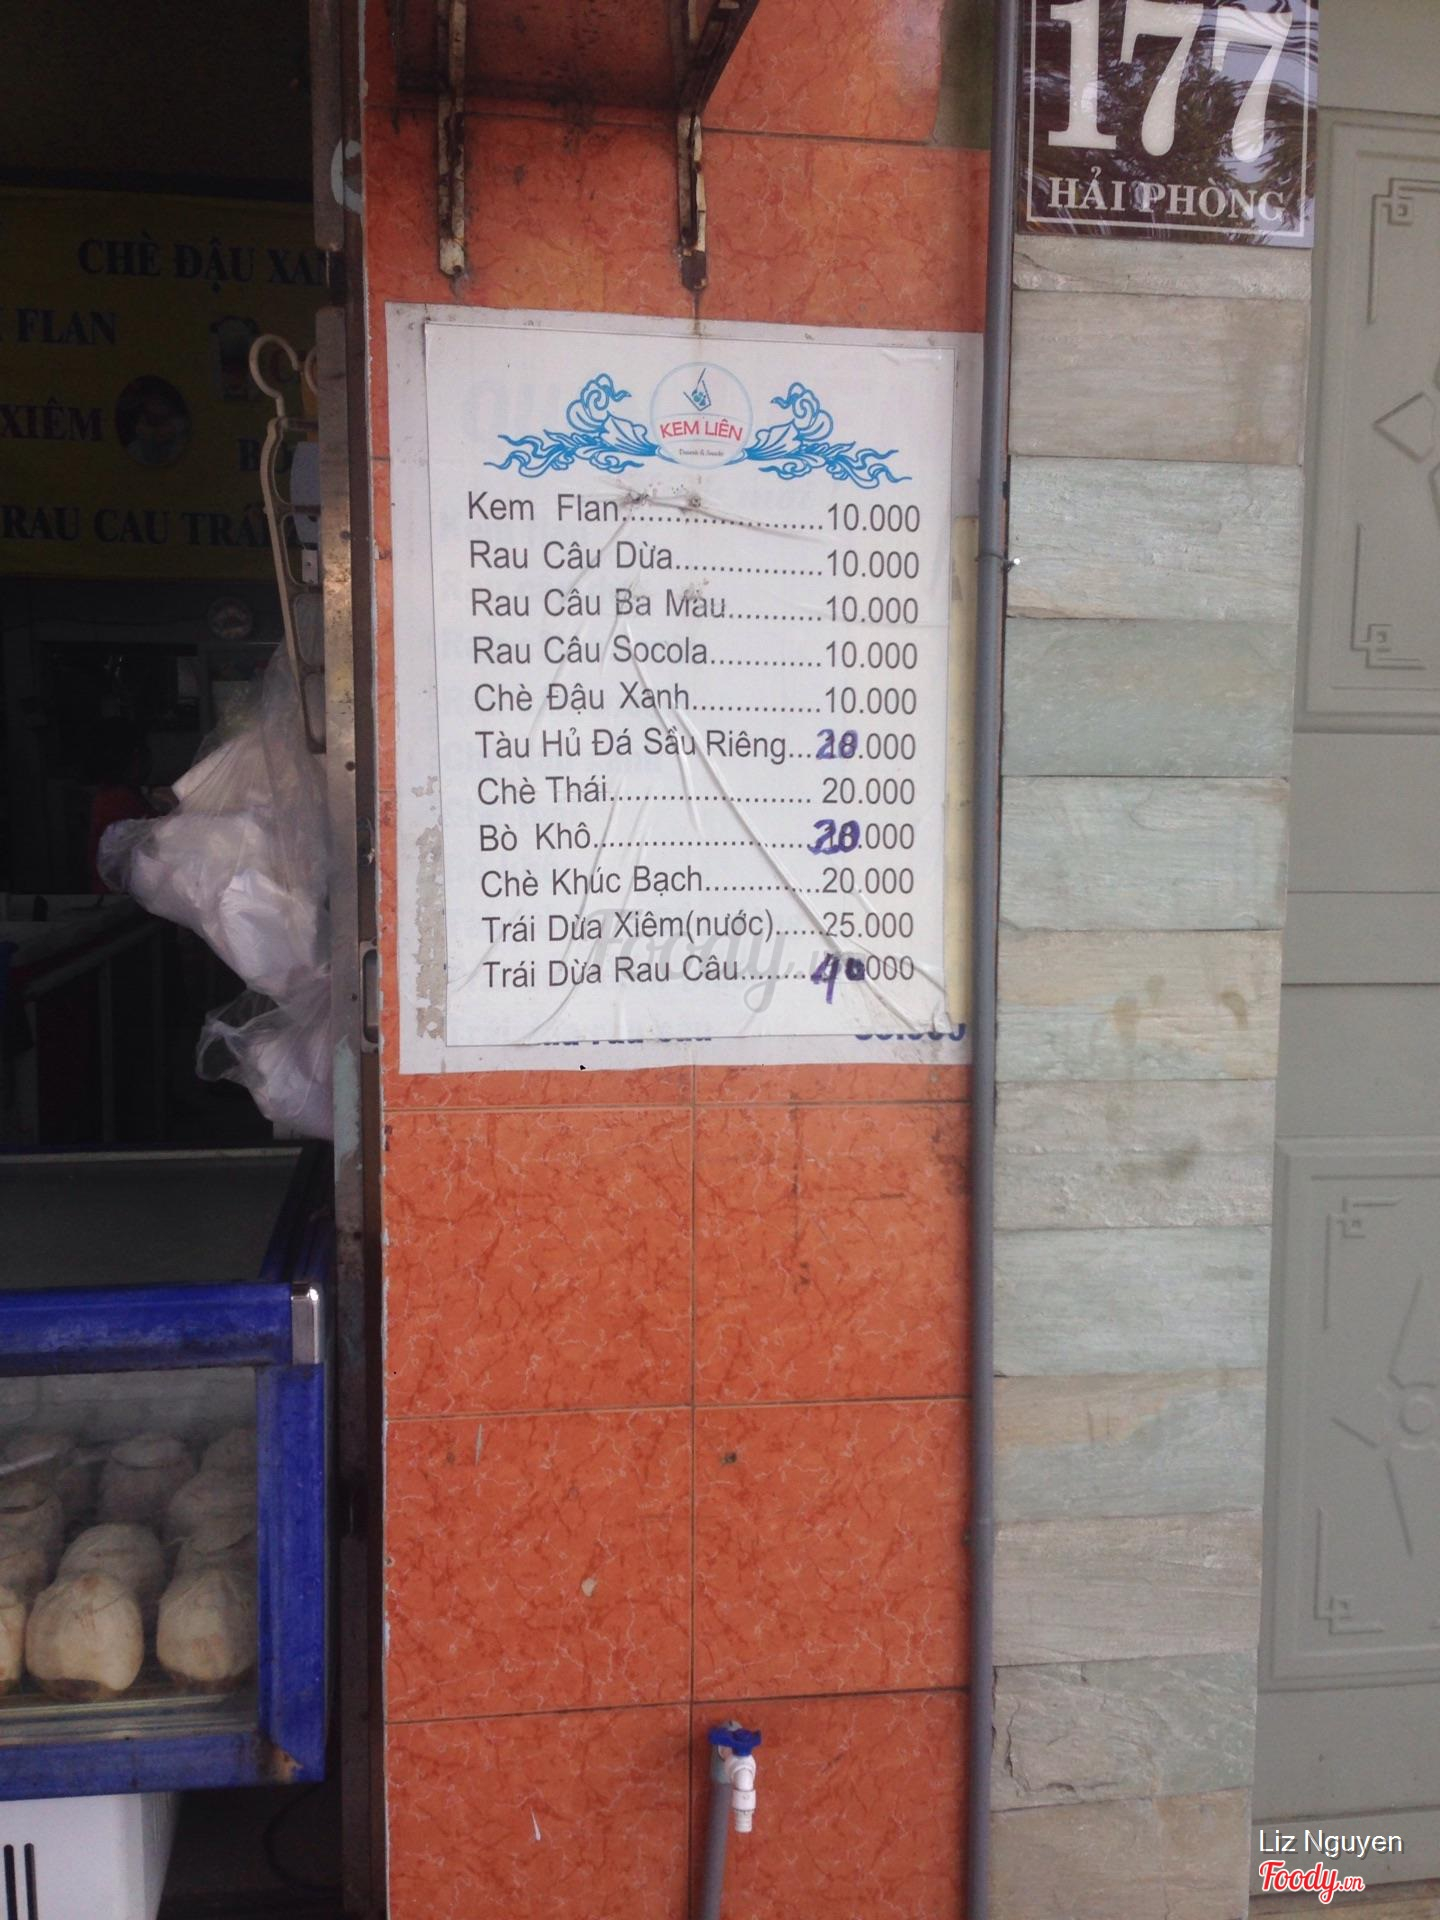 177
HẢI PHÒNG
CHÈ ĐẬU
FLAN
XIÊM
RAU CAU
KEM LIÊN
Kem Flan......................10.000
Rau Câu Dừa.................10.000
Rau Câu Ba Màu...........10.000
Rau Câu Socola.............10.000
Chè Đậu Xanh...............10.000
Tàu Hủ Đá Sầu Riêng...20.000
Chè Thái....................... 20.000
Bò Khô.........................20.000
Chè Khúc Bạch.............20.000
Trái Dừa Xiêm(nước)......25.000
Trái Dừa Rau Câu.........40.000
Foody.vn
Liz Nguyen
Foody.vn